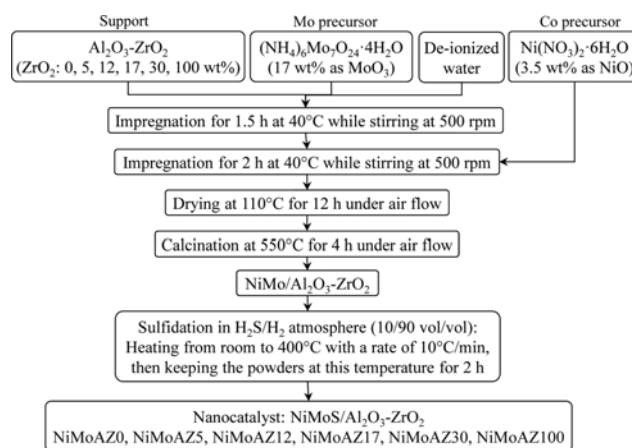 Support
Mo precursor
Co precursor
Al₂O₃-ZrO₂
(ZrO₂: 0, 5, 12, 17, 30, 100 wt%)
(NH₄)₆Mo₇O₂₄·4H₂O
(17 wt% as MoO₃)
De-ionized
water
Ni(NO₃)₂·6H₂O
(3.5 wt% as NiO)
Impregnation for 1.5 h at 40°C while stirring at 500 rpm
Impregnation for 2 h at 40°C while stirring at 500 rpm
Drying at 110°C for 12 h under air flow
Calcination at 550°C for 4 h under air flow
NiMo/Al₂O₃-ZrO₂
Sulfidation in H₂S/H₂ atmosphere (10/90 vol/vol):
Heating from room to 400°C with a rate of 10°C/min,
then keeping the powders at this temperature for 2 h
Nanocatalyst: NiMoS/Al₂O₃-ZrO₂
NiMoAZ0, NiMoAZ5, NiMoAZ12, NiMoAZ17, NiMoAZ30, NiMoAZ100